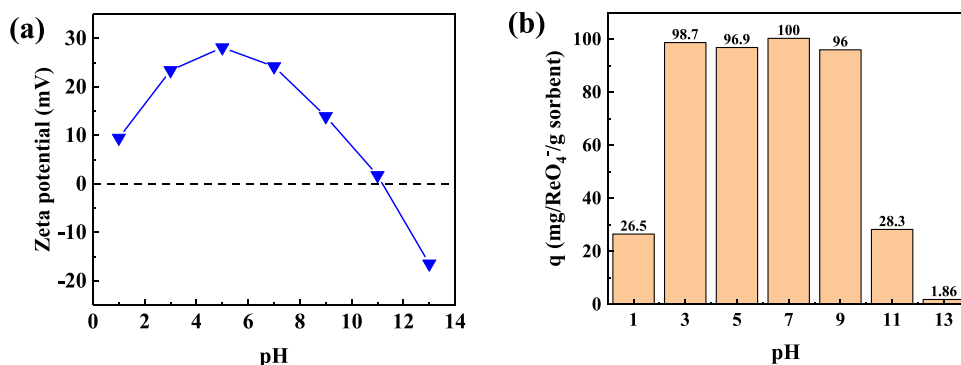 (a)
Zeta potential (mV)
30
20
10
0
-10
-20
0 2 4 6 8 10 12 14
pH
(b)
q (mg/ReO₄⁻/g sorbent)
100
80
60
40
20
0
26.5 98.7 96.9 100 96 28.3 1.86
1 3 5 7 9 11 13
pH